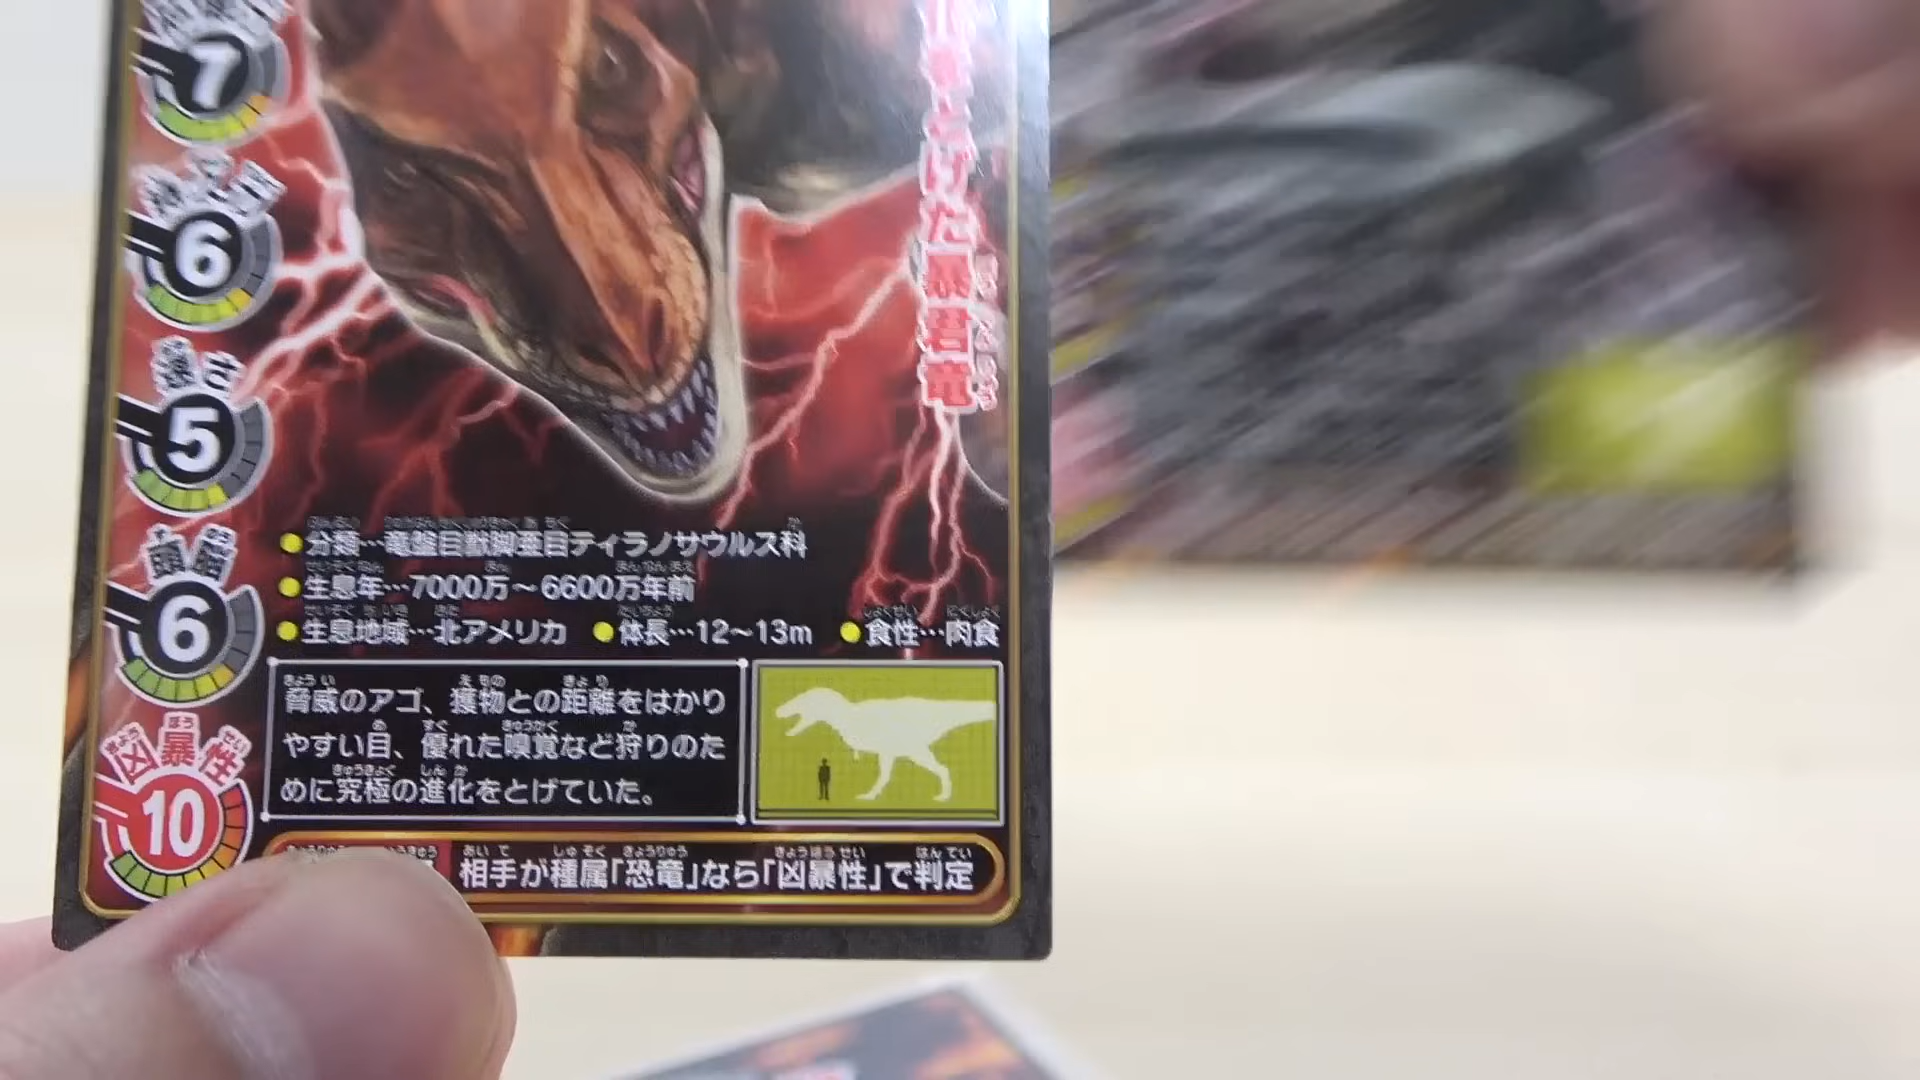 7
6
強さ
5
頭脳
6
凶暴性
10
とげた暴君竜
●分類…竜盤目獣脚亜目ティラノサウルス科
●生息年…7000万～6600万年前
●生息地域…北アメリカ ●体長…12～13m ●食性…肉食
脅威のアゴ、獲物との距離をはかり
やすい目、優れた嗅覚など狩りのた
めに究極の進化をとげていた。
相手が種属「恐竜」なら「凶暴性」で判定